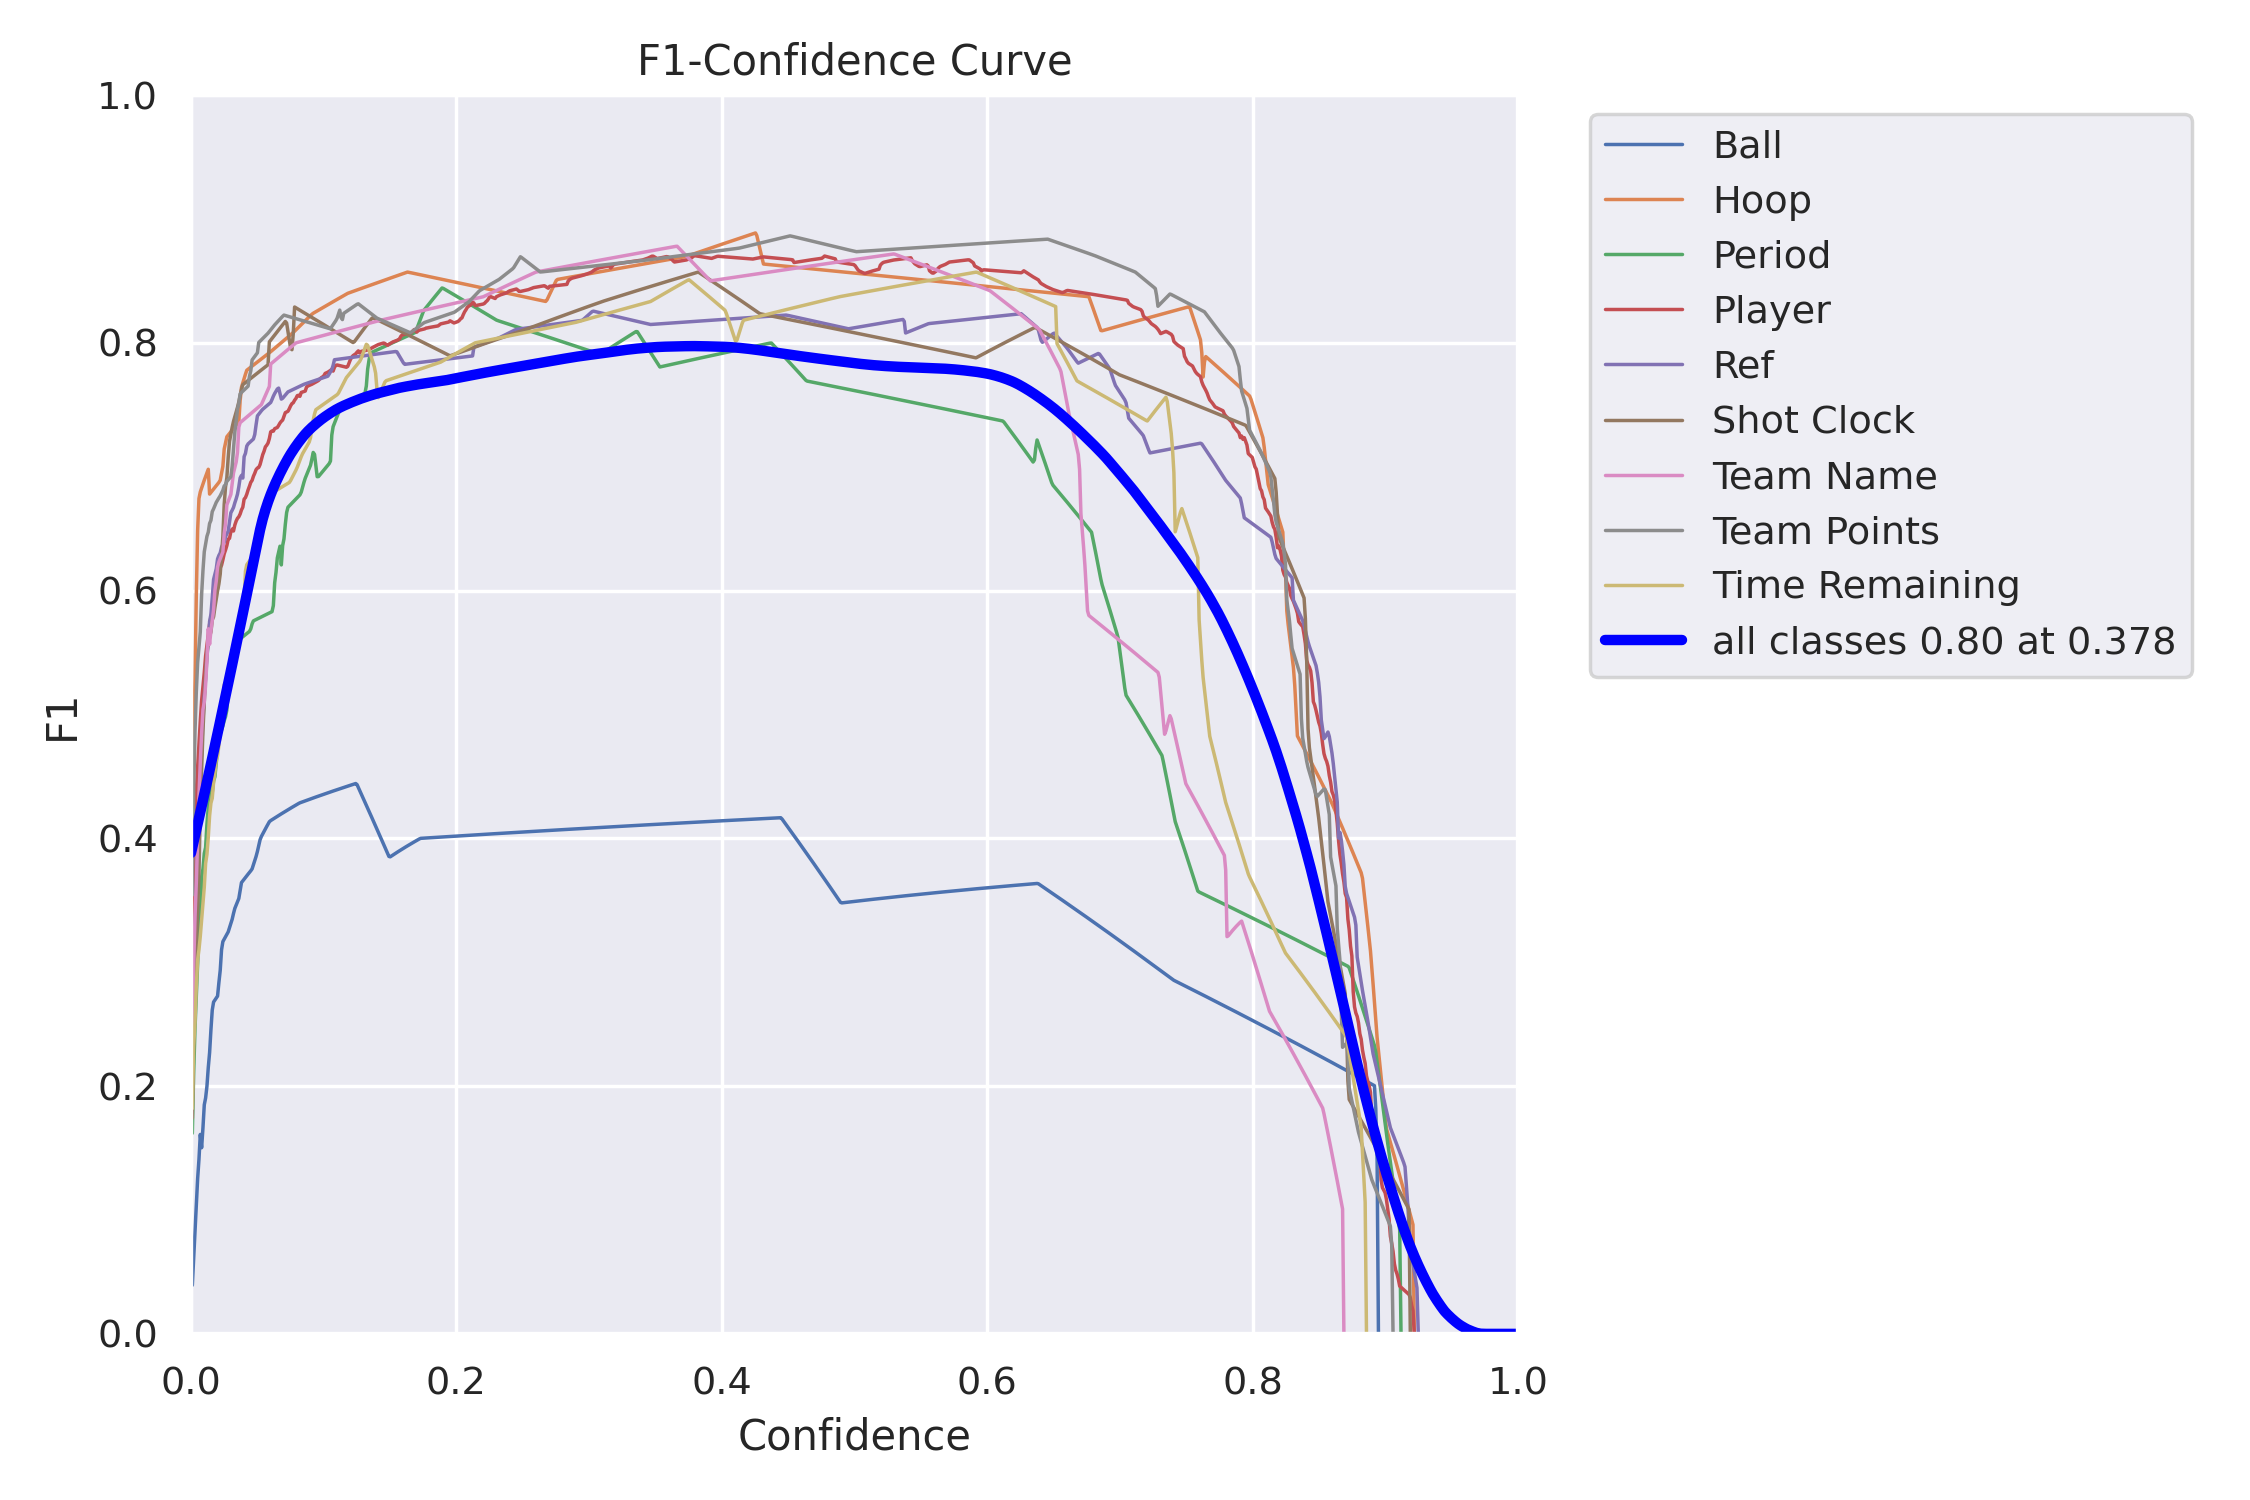 F1-Confidence Curve
1.0
0.8
0.6
0.4
0.2
0.0
F1
0.0 0.2 0.4 0.6 0.8 1.0
Confidence
Ball
Hoop
Period
Player
Ref
Shot Clock
Team Name
Team Points
Time Remaining
all classes 0.80 at 0.378